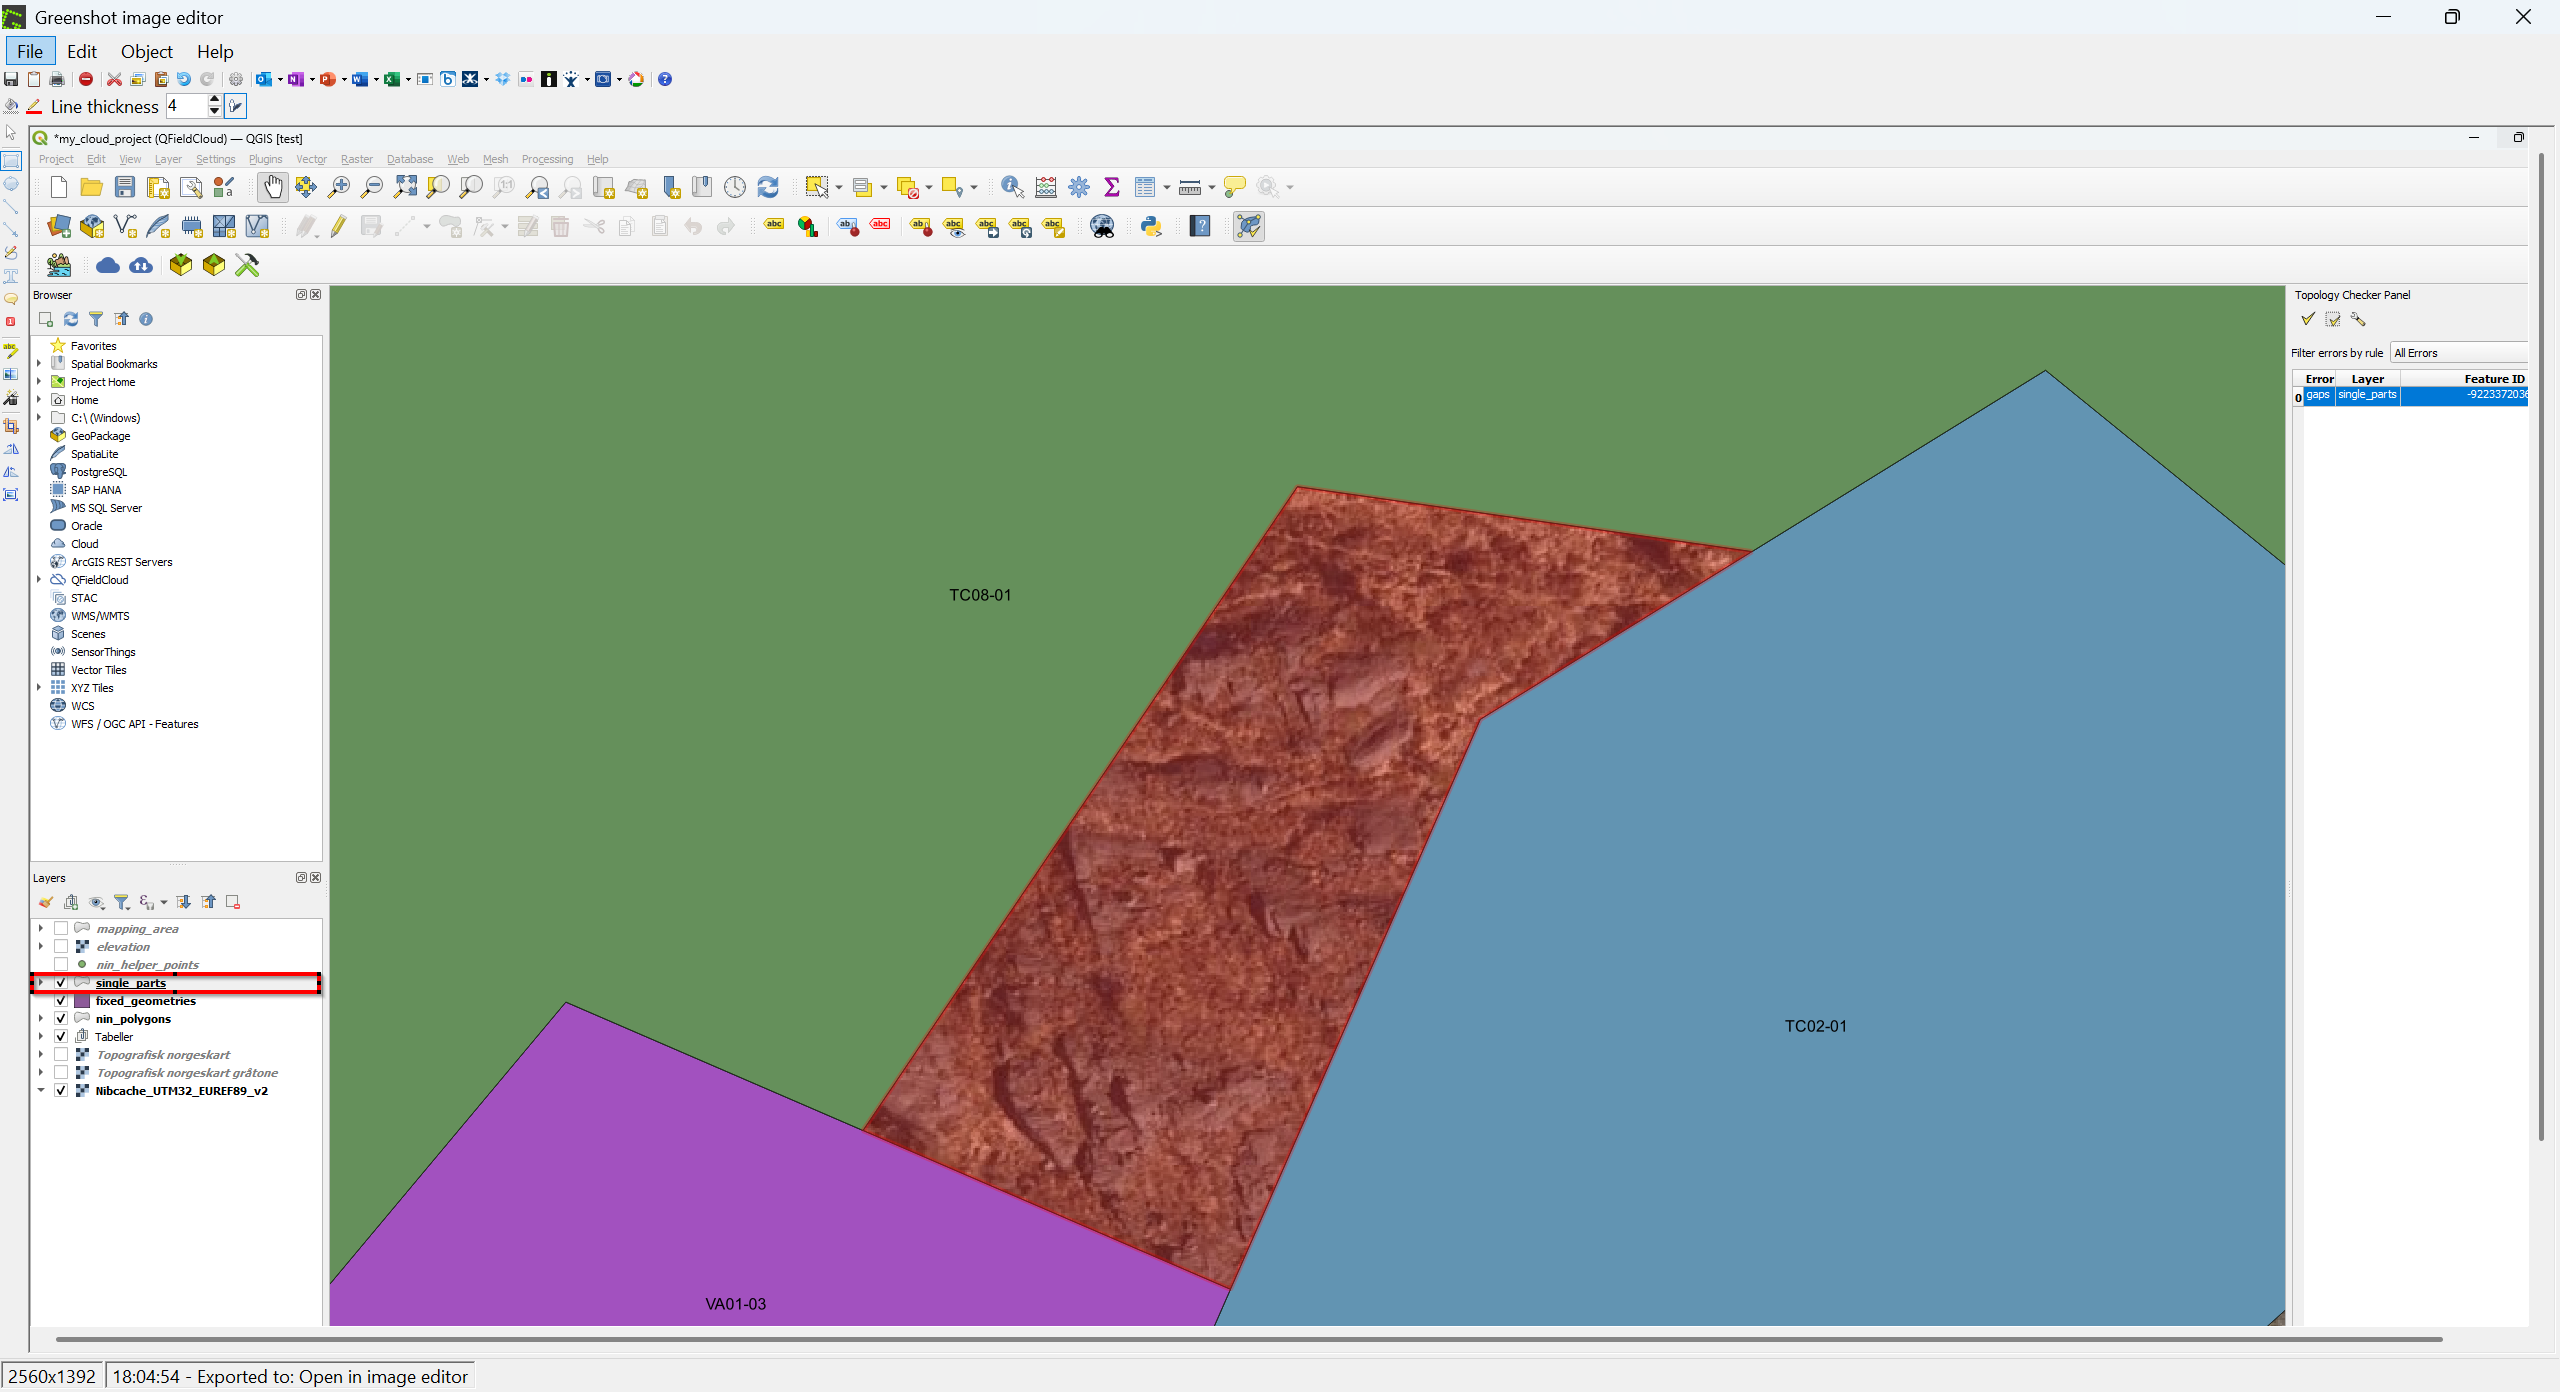 Greenshot image editor
File Edit Object Help
Line thickness 4
*my_cloud_project (QFieldCloud) — QGIS [test]
Project Edit View Layer Settings Plugins Vector Raster Database Web Mesh Processing Help
Browser
Favorites
Spatial Bookmarks
Project Home
Home
C:\ (Windows)
GeoPackage
SpatiaLite
PostgreSQL
SAP HANA
MS SQL Server
Oracle
Cloud
ArcGIS REST Servers
QFieldCloud
STAC
WMS/WMTS
Scenes
SensorThings
Vector Tiles
XYZ Tiles
WCS
WFS / OGC API - Features
Layers
mapping_area
elevation
nin_helper_points
single_parts
fixed_geometries
nin_polygons
Tabeller
Topografisk norgeskart
Topografisk norgeskart gråtone
Nibcache_UTM32_EUREF89_v2
TC08-01
TC02-01
VA01-03
Topology Checker Panel
Filter errors by rule All Errors
Error Layer Feature ID
0 gaps single_parts -9223372036
2560x1392 18:04:54 - Exported to: Open in image editor